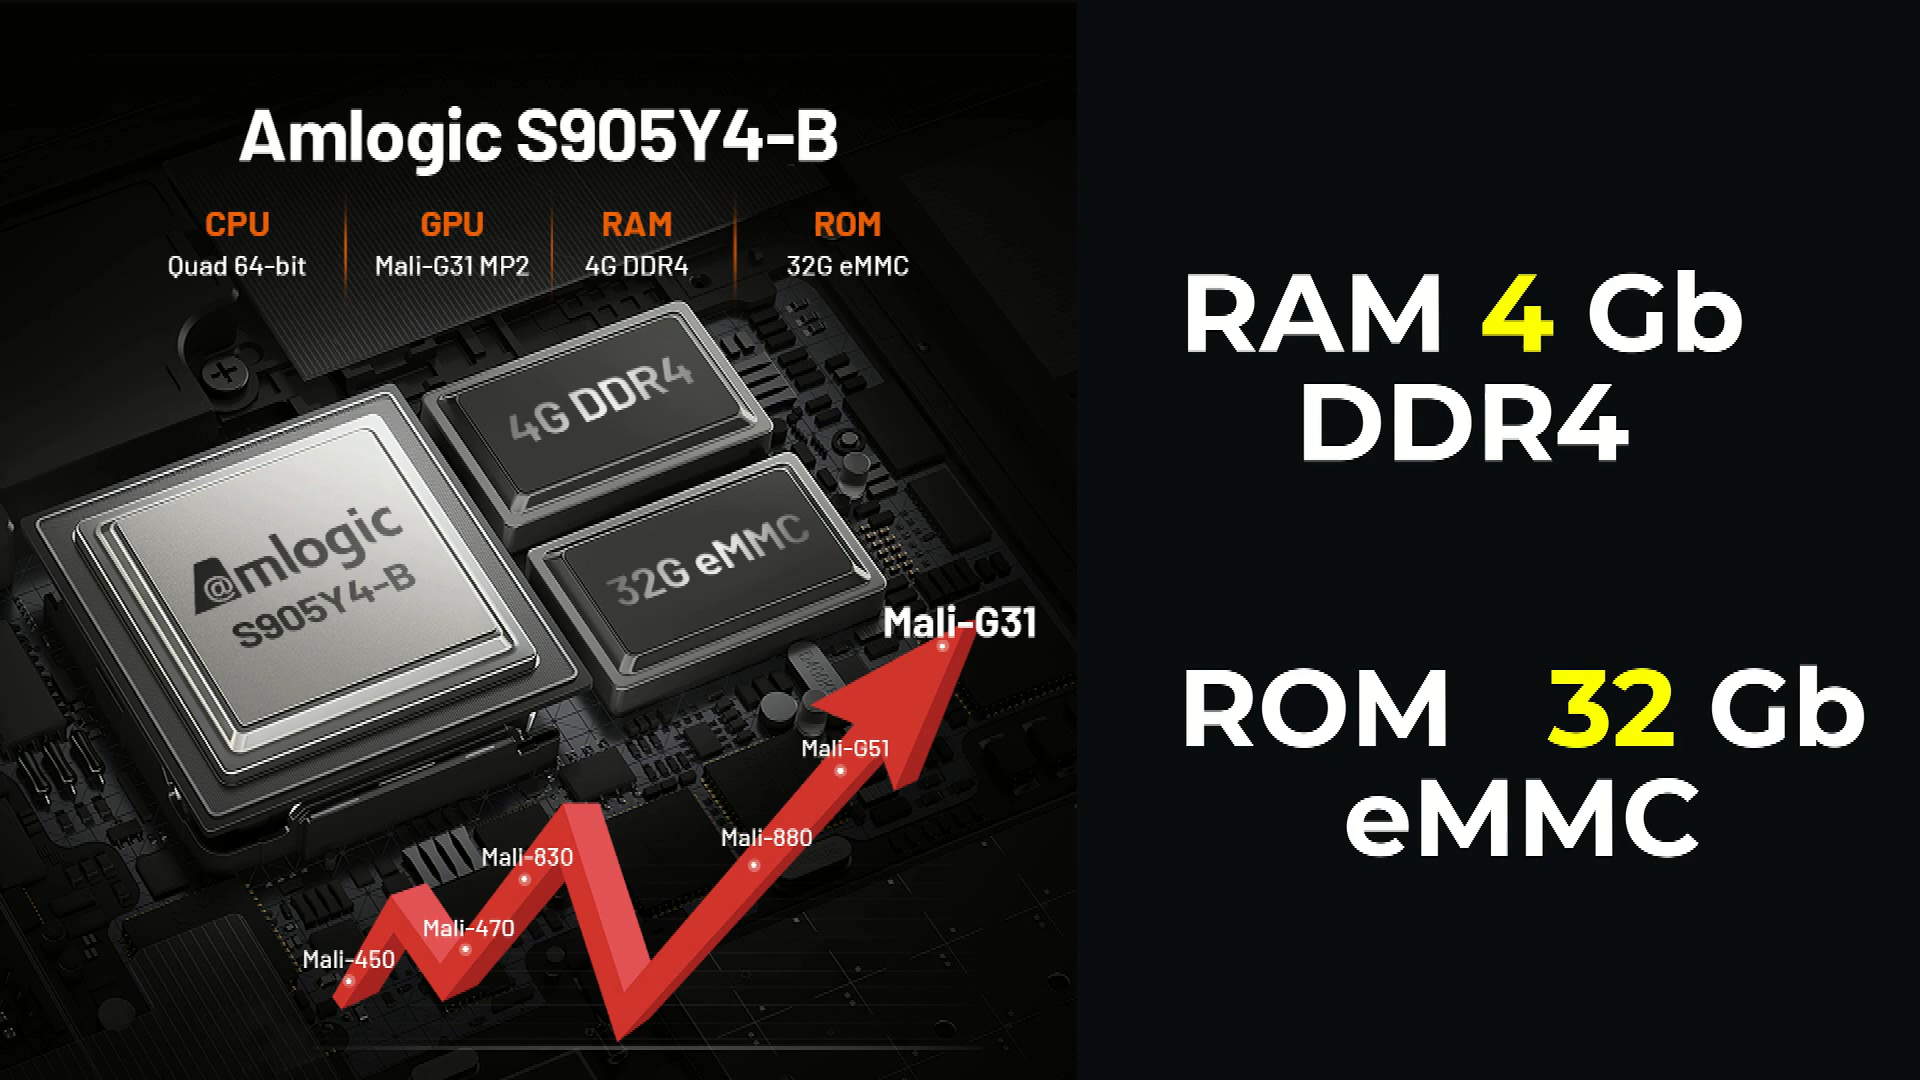 Amlogic S905Y4-B
CPU
Quad 64-bit
GPU
Mali-G31 MP2
RAM
4G DDR4
ROM
32G eMMC
4G DDR4
32G eMMC
Amlogic
S905Y4-B
Mali-G31
Mali-G51
Mali-880
Mali-830
Mali-470
Mali-450
RAM 4 Gb
DDR4
ROM 32 Gb
eMMC